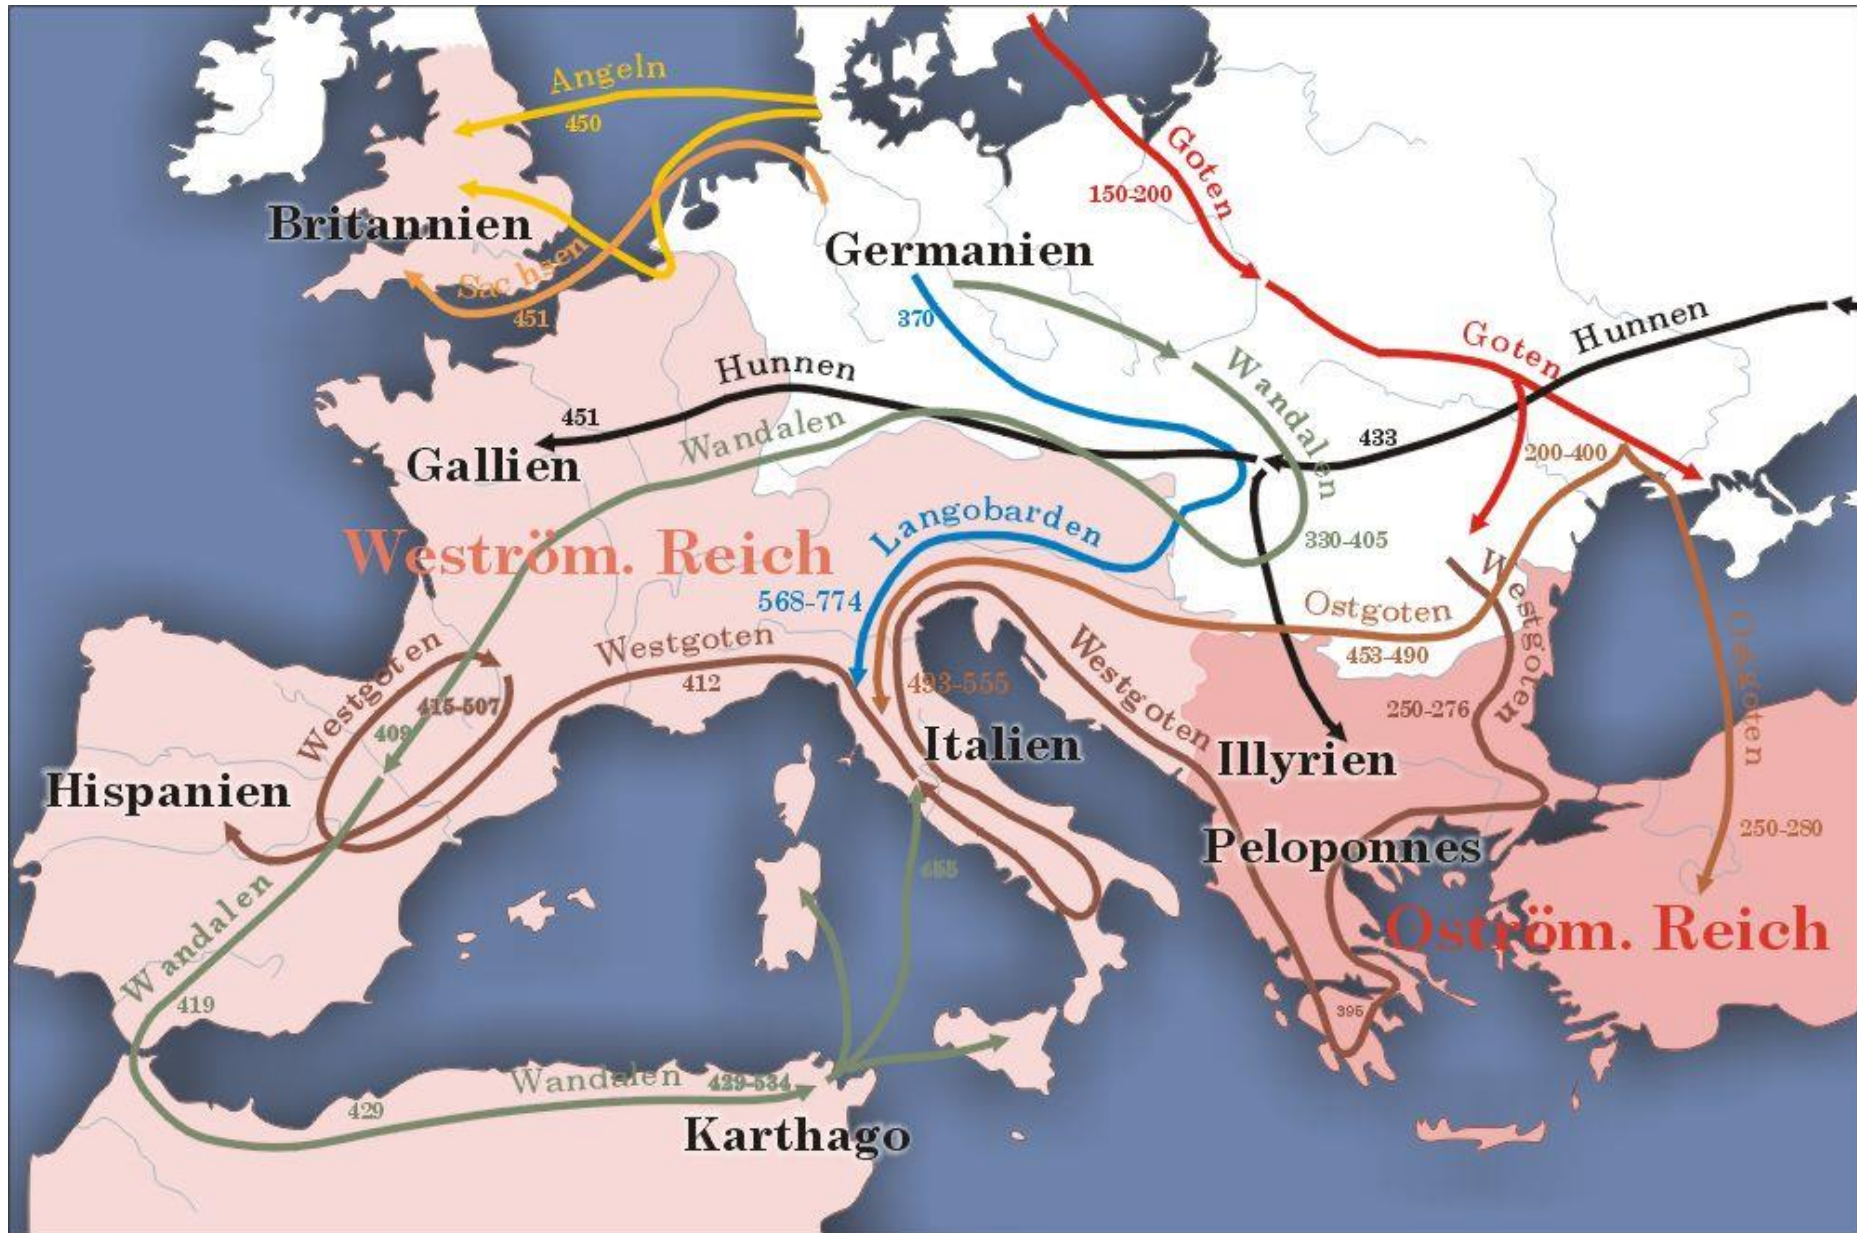 Angeln
450
Goten
150-200
Britannien
Germanien
Sachsen
451
370
Goten
Hunnen
Hunnen
451
Wandalen
Wandalen
433
Gallien
200-400
Langobarden
330-405
Weström. Reich
568-774
Ostgoten
Westgoten
453-490
Ostgoten
Westgoten
Westgoten
412
Westgoten
415-507
409
493-555
250-276
Italien
Illyrien
Hispanien
250-280
Peloponnes
455
Oström. Reich
Wandalen
419
395
Wandalen
429-534
429
Karthago